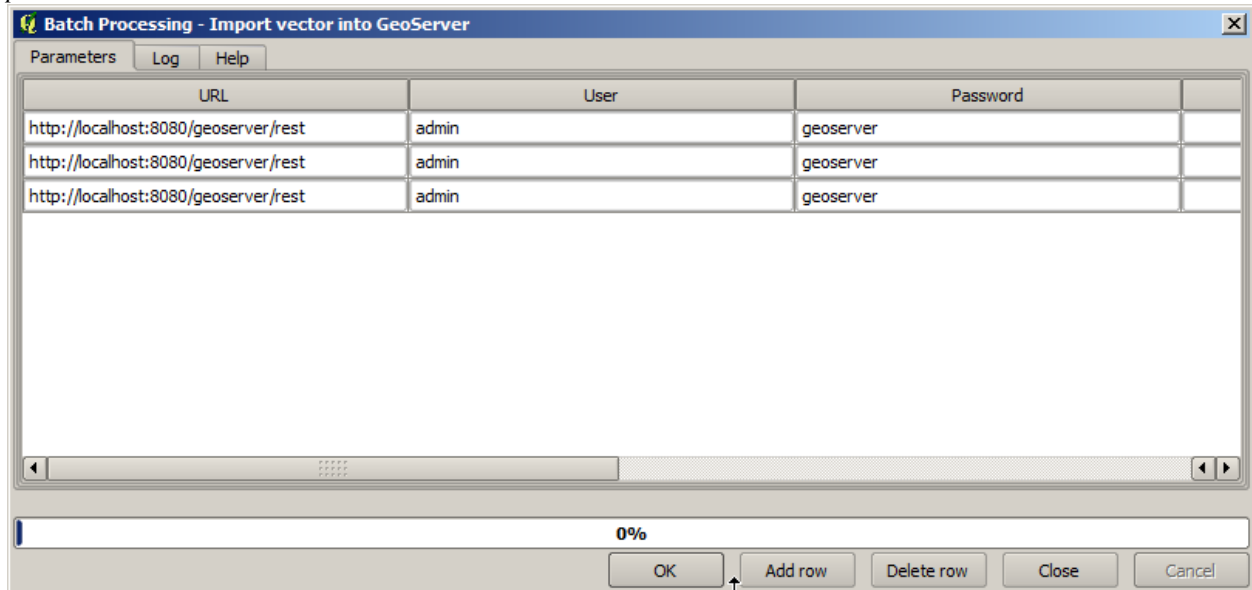 Batch Processing - Import vector into GeoServer
Parameters Log Help
URL User Password
http://localhost:8080/geoserver/rest admin geoserver
http://localhost:8080/geoserver/rest admin geoserver
http://localhost:8080/geoserver/rest admin geoserver
0%
OK Add row Delete row Close Cancel